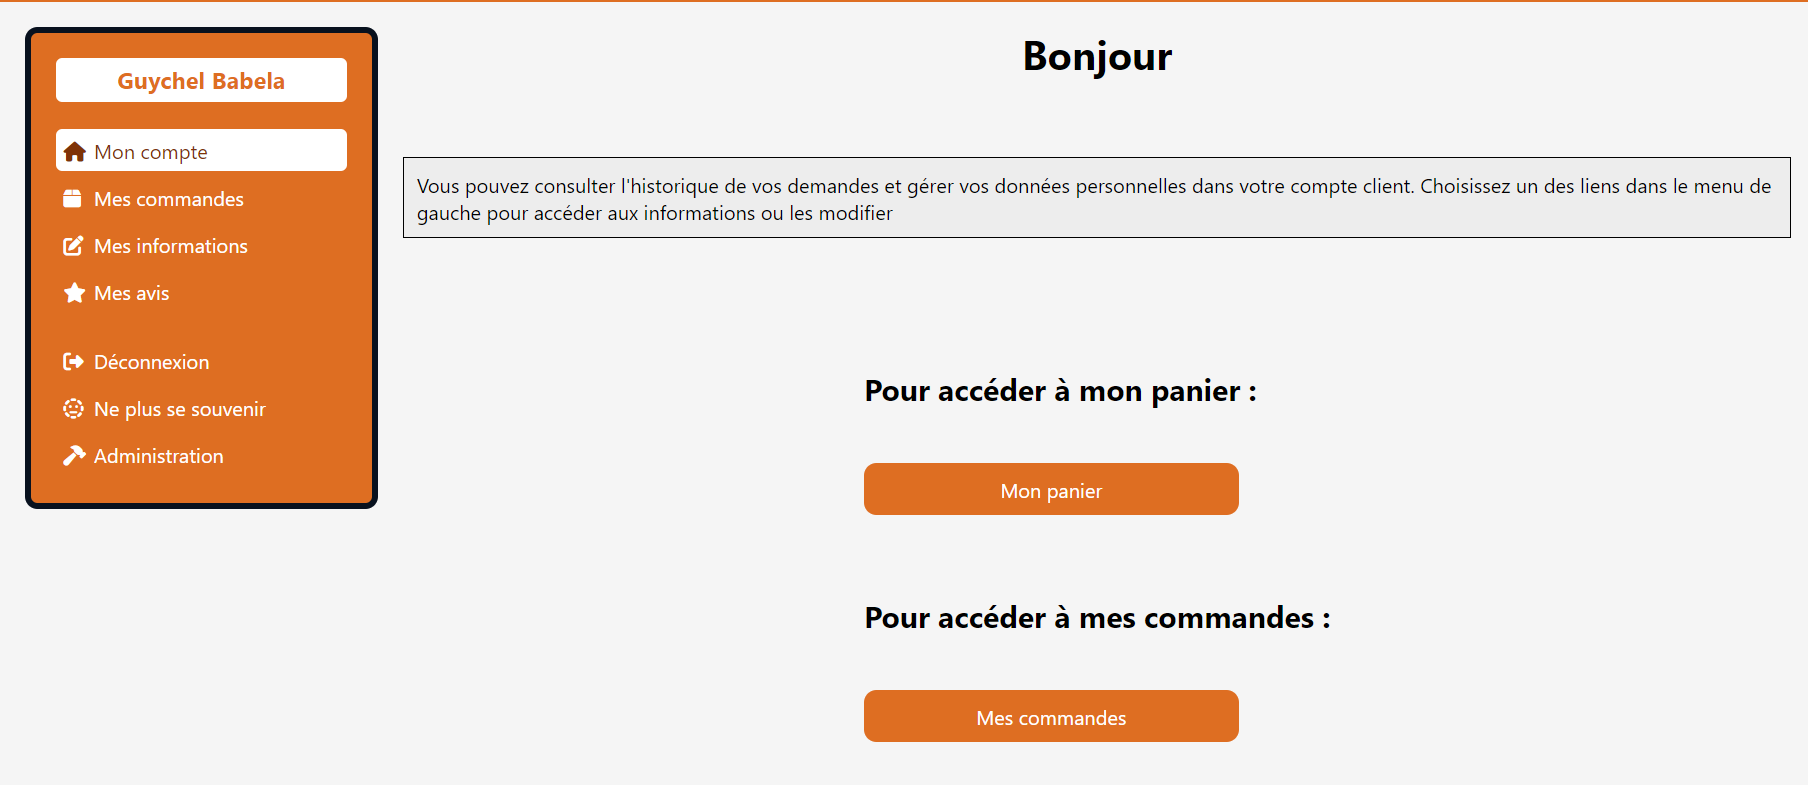 Guychel Babela
Mon compte
Mes commandes
Mes informations
Mes avis
Déconnexion
Ne plus se souvenir
Administration
Bonjour
Vous pouvez consulter l'historique de vos demandes et gérer vos données personnelles dans votre compte client. Choisissez un des liens dans le menu de
gauche pour accéder aux informations ou les modifier
Pour accéder à mon panier :
Mon panier
Pour accéder à mes commandes :
Mes commandes